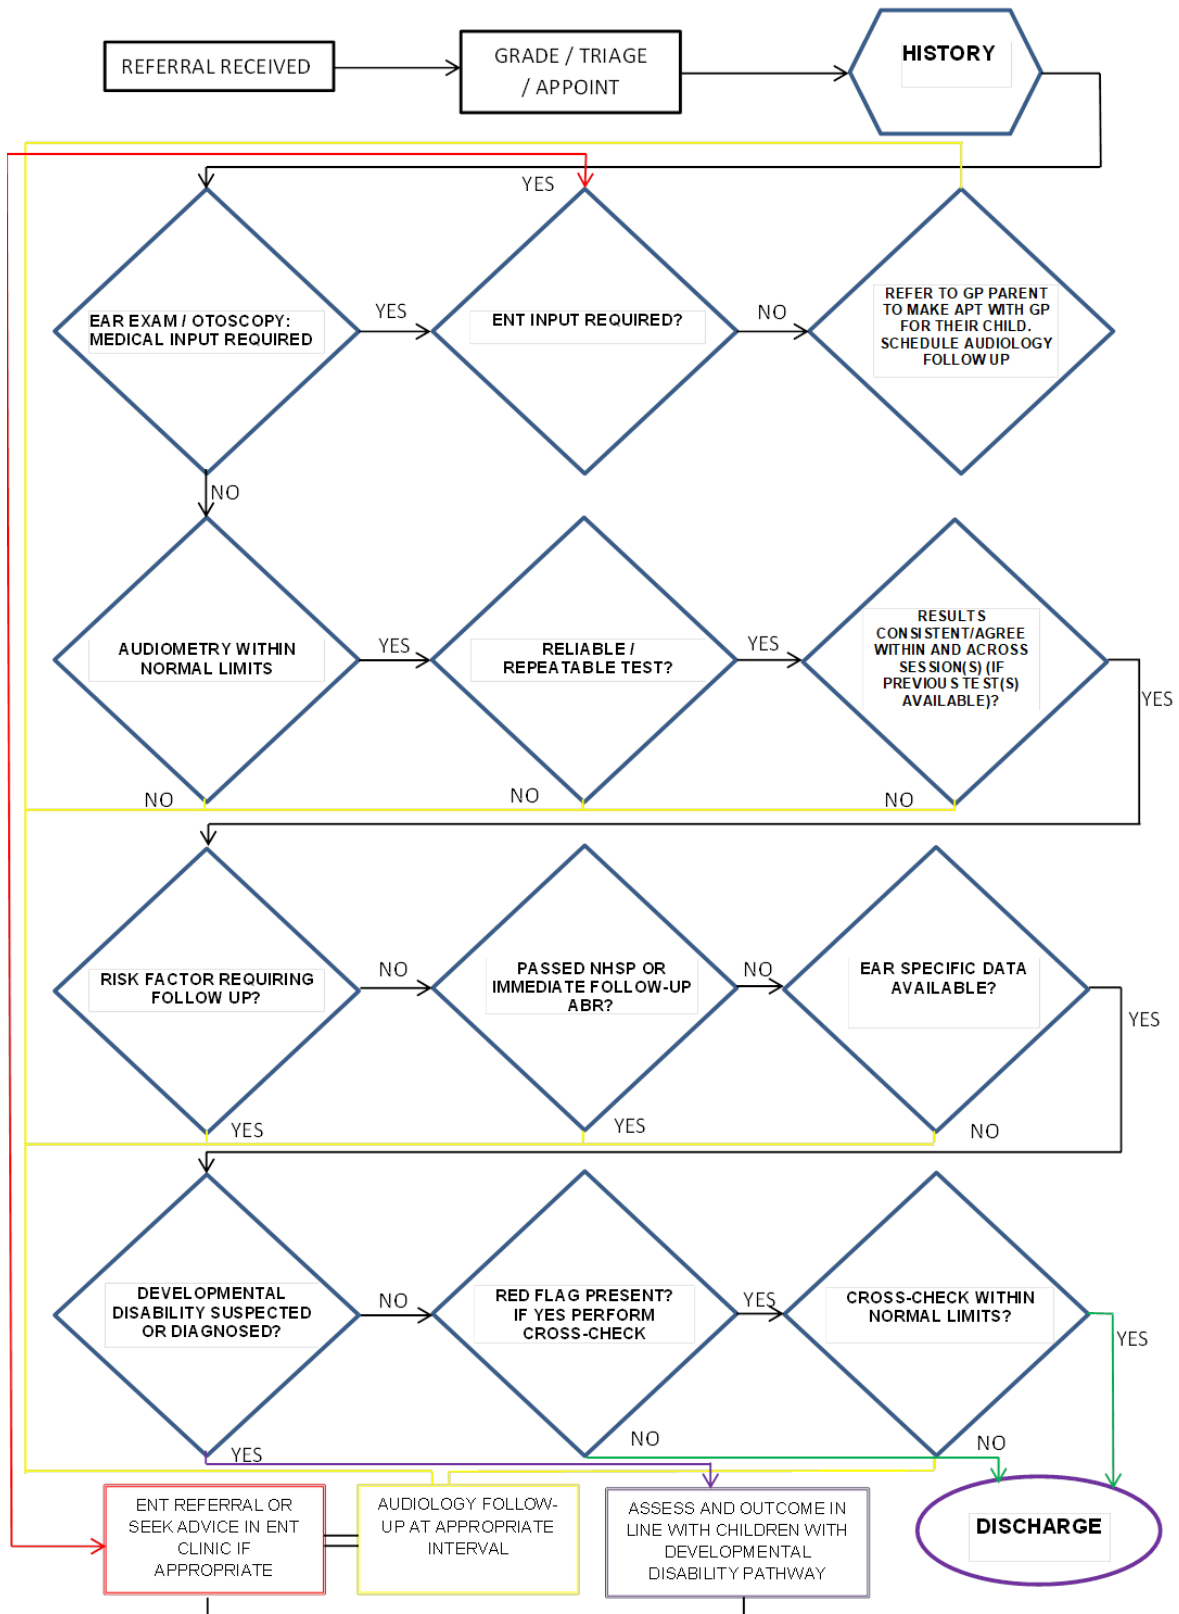 REFERRAL RECEIVED
GRADE / TRIAGE
/ APPOINT
HISTORY
YES
EAR EXAM / OTOSCOPY:
MEDICAL INPUT REQUIRED
YES
ENT INPUT REQUIRED?
NO
REFER TO GP PARENT
TO MAKE APT WITH GP
FOR THEIR CHILD.
SCHEDULE AUDIOLOGY
FOLLOW UP
NO
AUDIOMETRY WITHIN
NORMAL LIMITS
YES
RELIABLE /
REPEATABLE TEST?
YES
RESULTS
CONSISTENT/AGREE
WITHIN AND ACROSS
SESSION(S) (IF
PREVIOUS TEST(S)
AVAILABLE)?
YES
NO
NO
NO
RISK FACTOR REQUIRING
FOLLOW UP?
NO
PASSED NHSP OR
IMMEDIATE FOLLOW-UP
ABR?
NO
EAR SPECIFIC DATA
AVAILABLE?
YES
YES
YES
NO
DEVELOPMENTAL
DISABILITY SUSPECTED
OR DIAGNOSED?
NO
RED FLAG PRESENT?
IF YES PERFORM
CROSS-CHECK
YES
CROSS-CHECK WITHIN
NORMAL LIMITS?
YES
YES
NO
NO
ENT REFERRAL OR
SEEK ADVICE IN ENT
CLINIC IF
APPROPRIATE
AUDIOLOGY FOLLOW-
UP AT APPROPRIATE
INTERVAL
ASSESS AND OUTCOME IN
LINE WITH CHILDREN WITH
DEVELOPMENTAL
DISABILITY PATHWAY
DISCHARGE